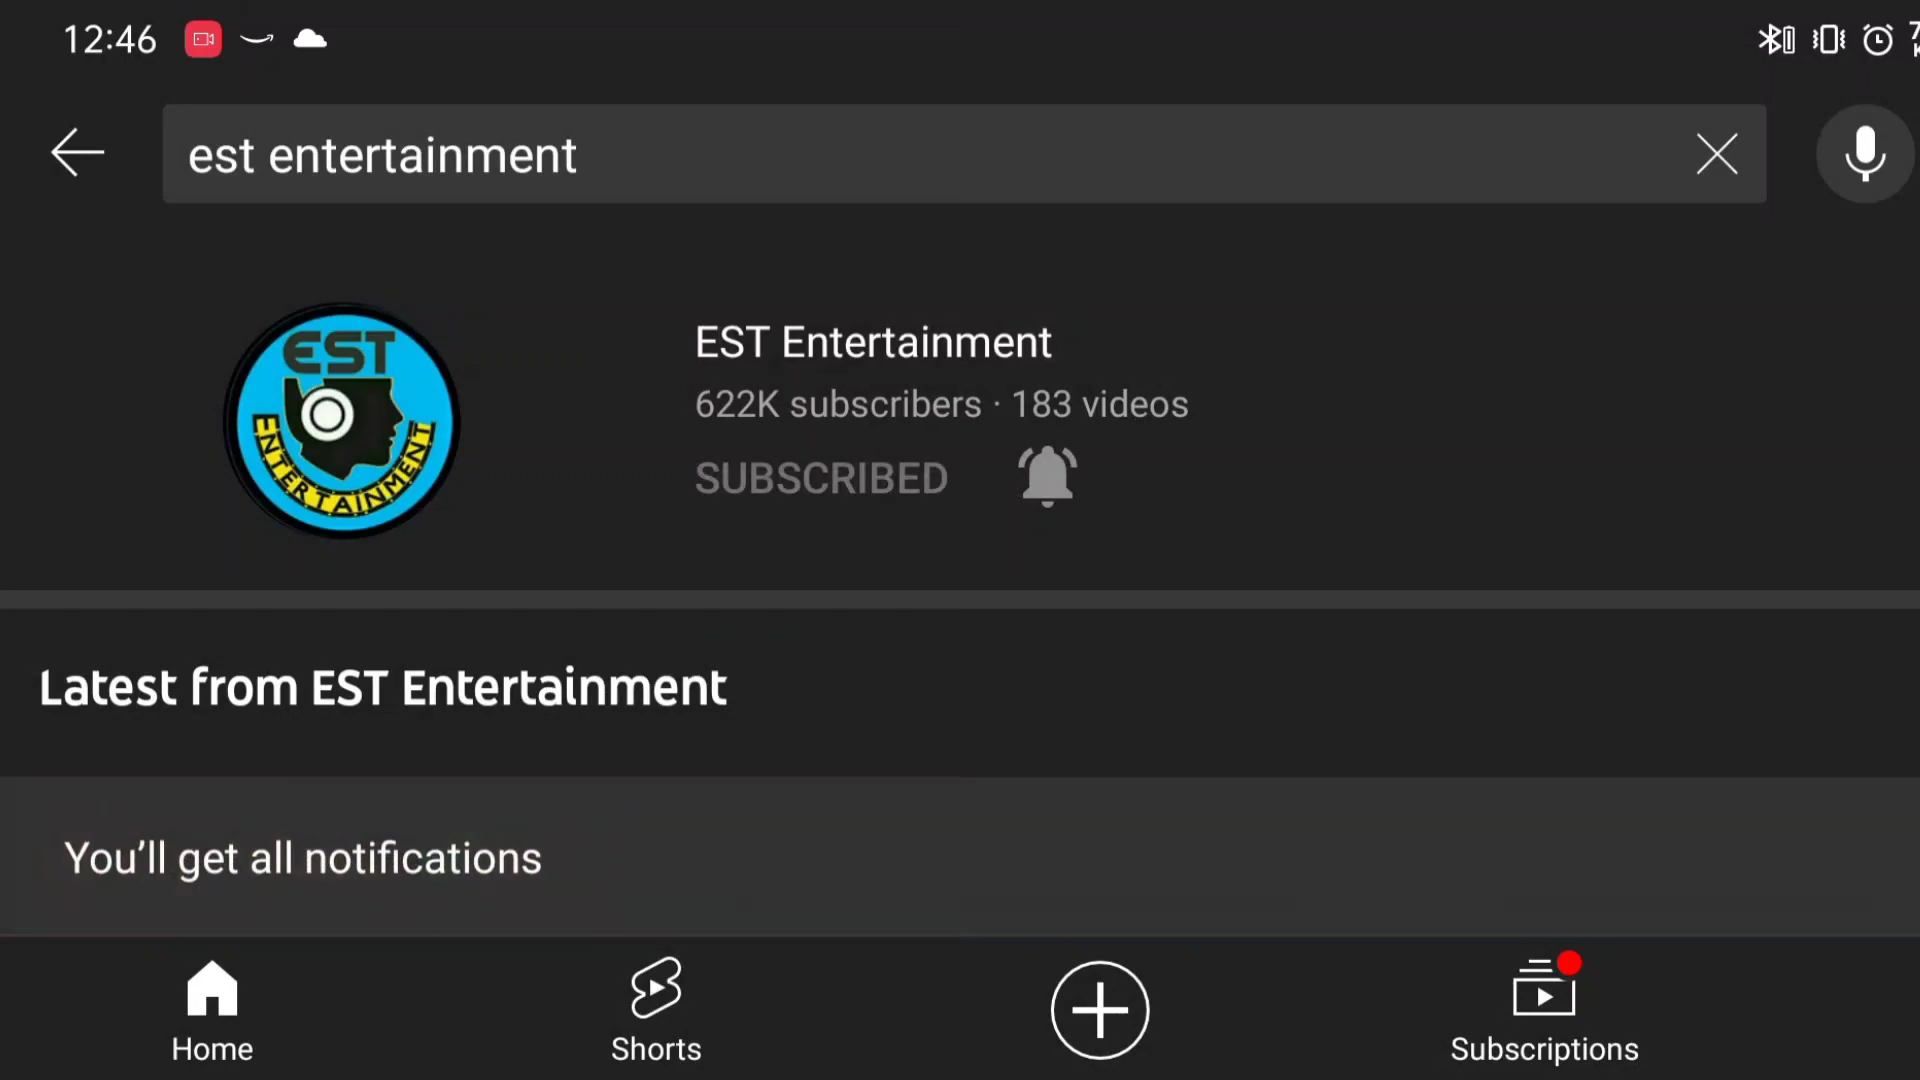 12:46
est entertainment
EST
ENTERTAINMENT
EST Entertainment
622K subscribers · 183 videos
SUBSCRIBED
Latest from EST Entertainment
You’ll get all notifications
Home
Shorts
Subscriptions